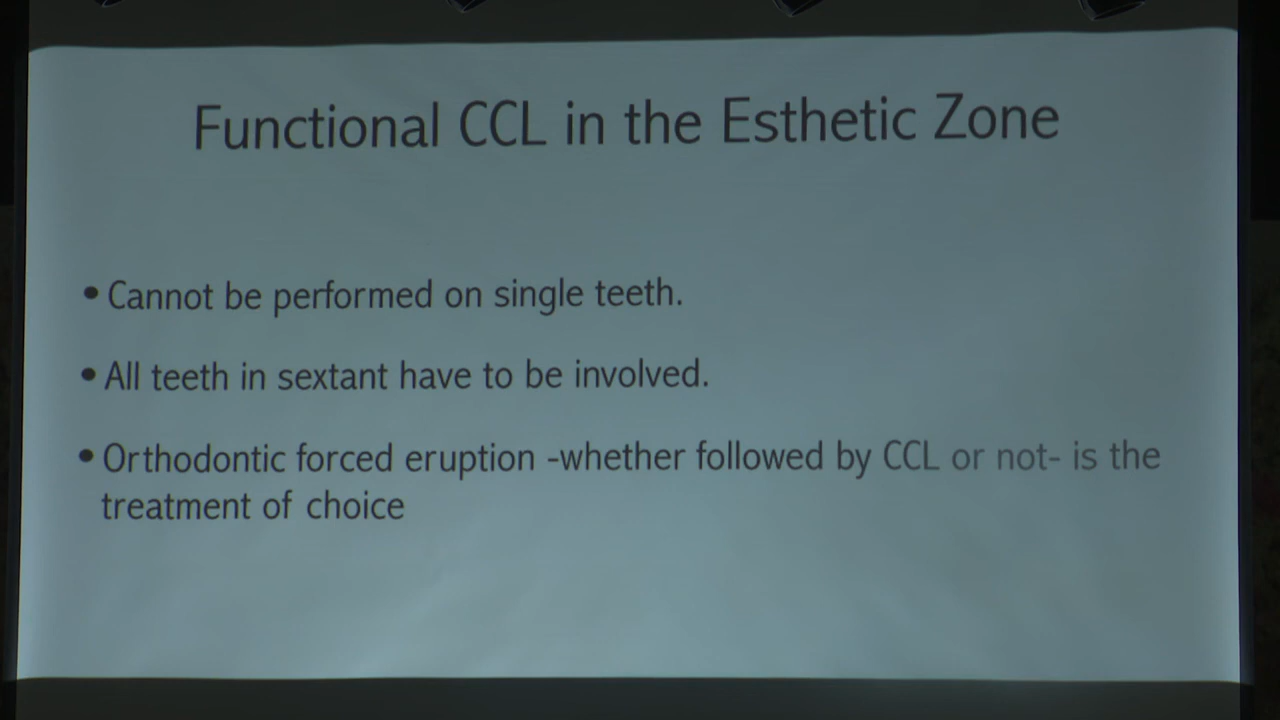 Functional CCL in the Esthetic Zone
• Cannot be performed on single teeth.
• All teeth in sextant have to be involved.
• Orthodontic forced eruption -whether followed by CCL or not- is the
treatment of choice